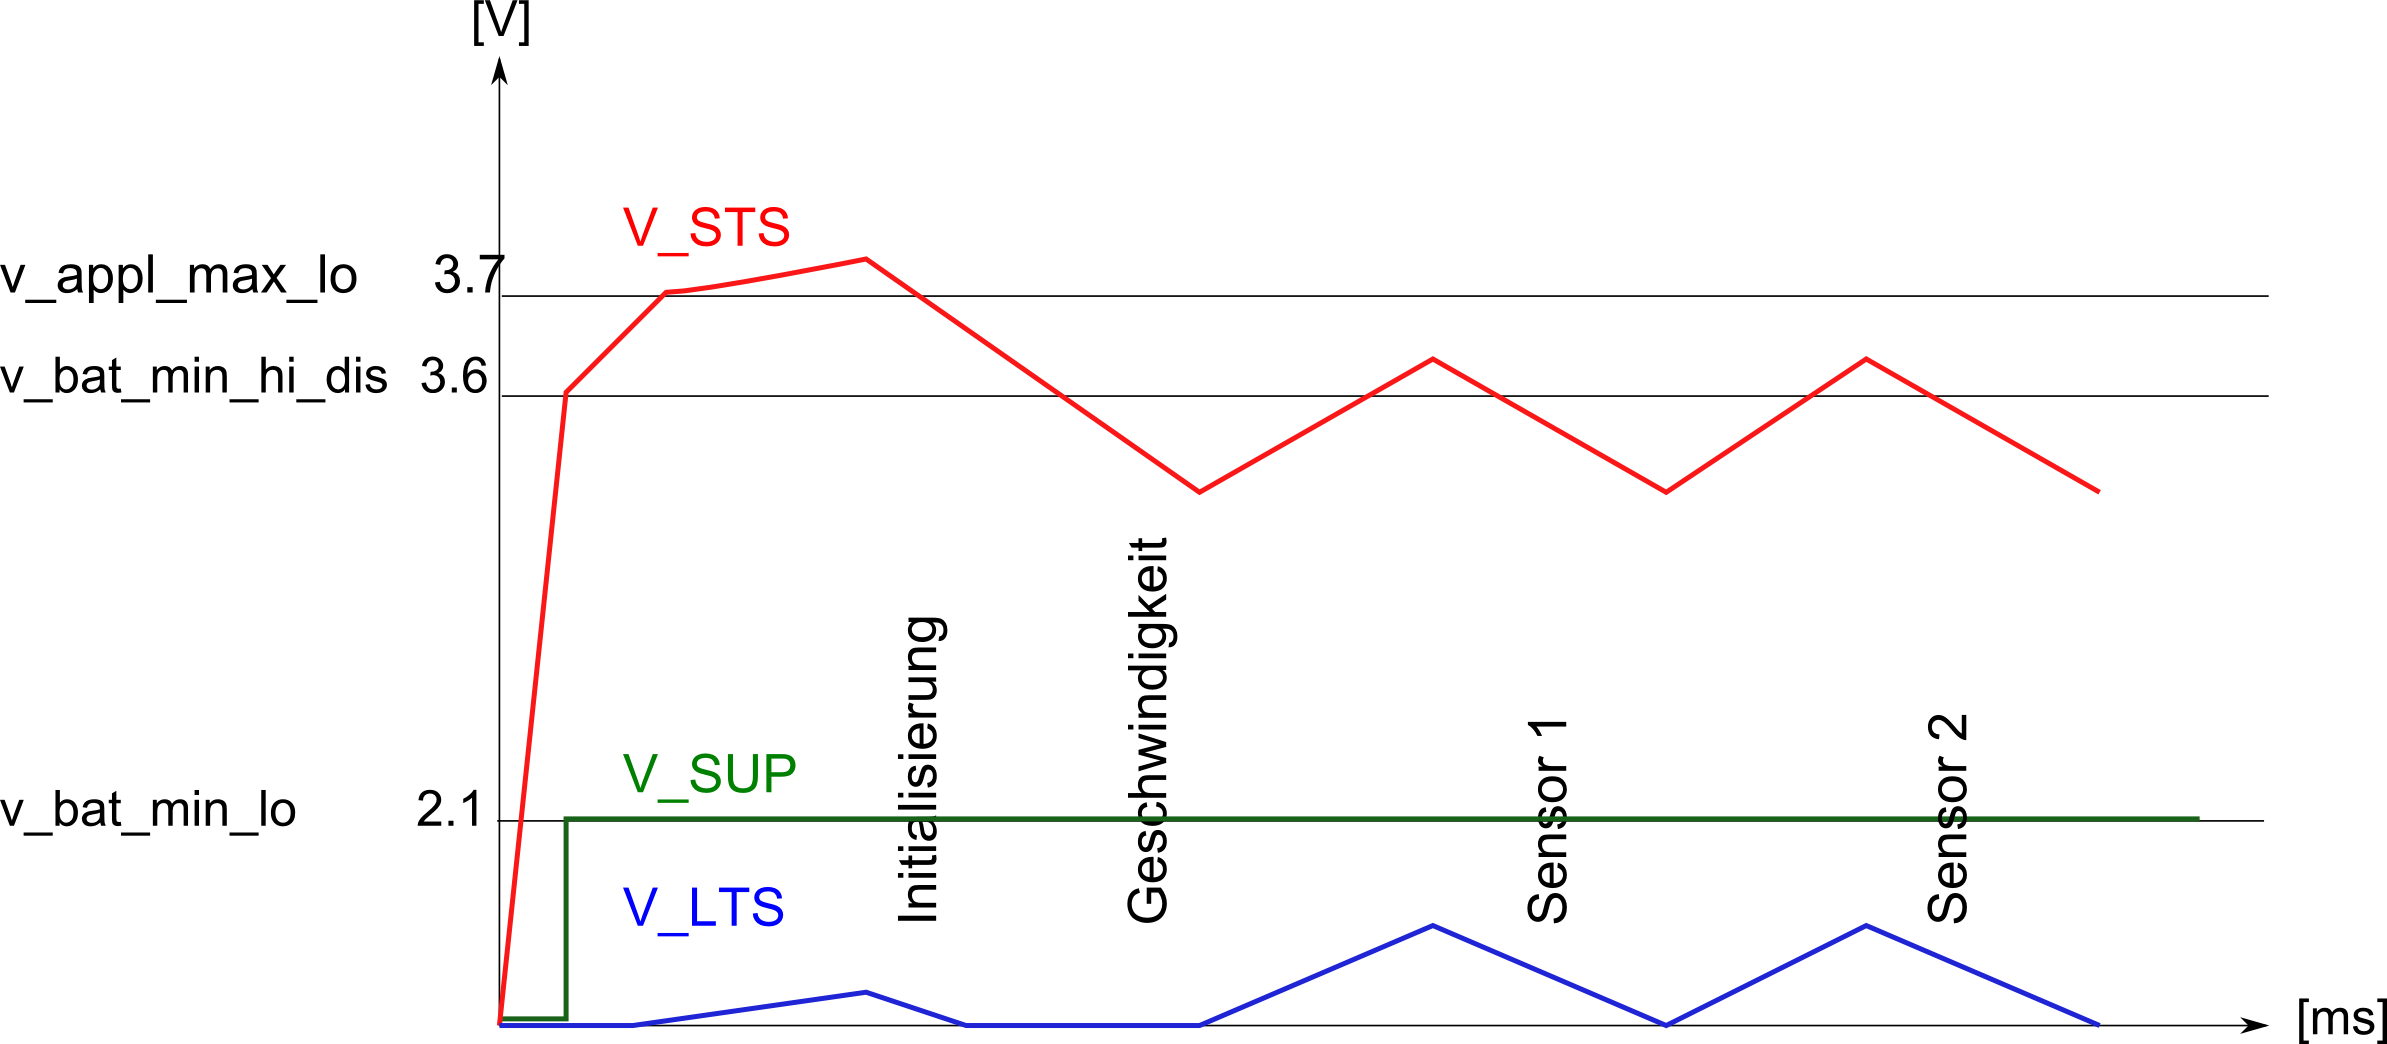 [V]
V_STS
v_appl_max_lo 3.7
v_bat_min_hi_dis 3.6
Initialisierung
Geschwindigkeit
Sensor 1
Sensor 2
V_SUP
v_bat_min_lo 2.1
V_LTS
[ms]